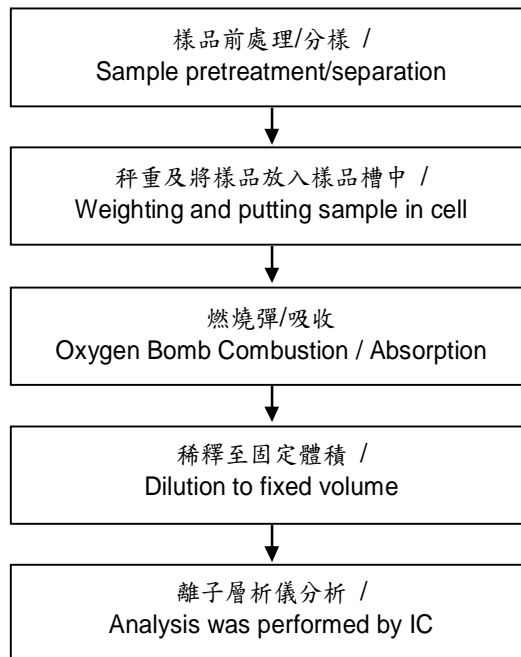 樣品前處理/分樣 /
Sample pretreatment/separation
秤重及將樣品放入樣品槽中 /
Weighting and putting sample in cell
燃燒彈/吸收
Oxygen Bomb Combustion / Absorption
稀釋至固定體積 /
Dilution to fixed volume
離子層析儀分析 /
Analysis was performed by IC